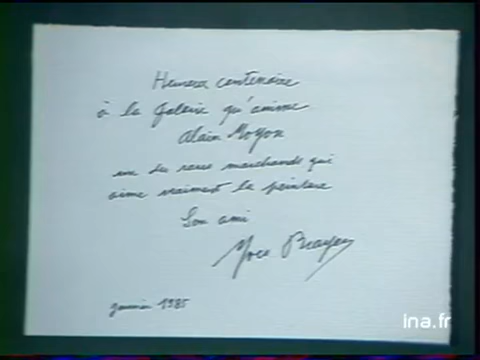 Heureux centenaire
à la Galerie qu'anime
Alain Moyon
un des rares marchands qui
aime vraiment la peinture
Son ami
Yves Brayer
janvier 1985
ina.fr